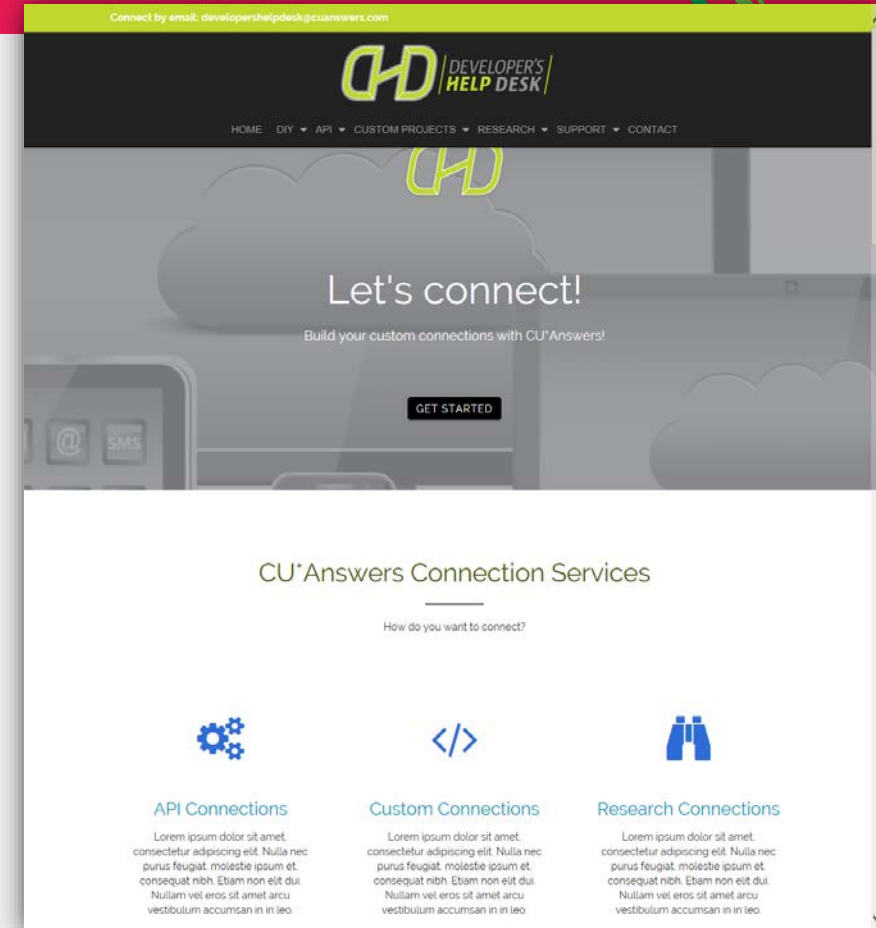 Connect by email: developershelpdesk@cuanswers.com
DHD DEVELOPER'S
HELP DESK
HOME DIY API CUSTOM PROJECTS RESEARCH SUPPORT CONTACT
DHD
Let's connect!
Build your custom connections with CU*Answers!
GET STARTED
@ SMS
CU*Answers Connection Services
How do you want to connect?
</>
API Connections
Lorem ipsum dolor sit amet,
consectetur adipiscing elit. Nulla nec
purus feugiat, molestie ipsum et,
consequat nibh. Etiam non elit dui.
Nullam vel eros sit amet arcu
vestibulum accumsan in in leo.
Custom Connections
Lorem ipsum dolor sit amet,
consectetur adipiscing elit. Nulla nec
purus feugiat, molestie ipsum et,
consequat nibh. Etiam non elit dui.
Nullam vel eros sit amet arcu
vestibulum accumsan in in leo.
Research Connections
Lorem ipsum dolor sit amet,
consectetur adipiscing elit. Nulla nec
purus feugiat, molestie ipsum et,
consequat nibh. Etiam non elit dui.
Nullam vel eros sit amet arcu
vestibulum accumsan in in leo.